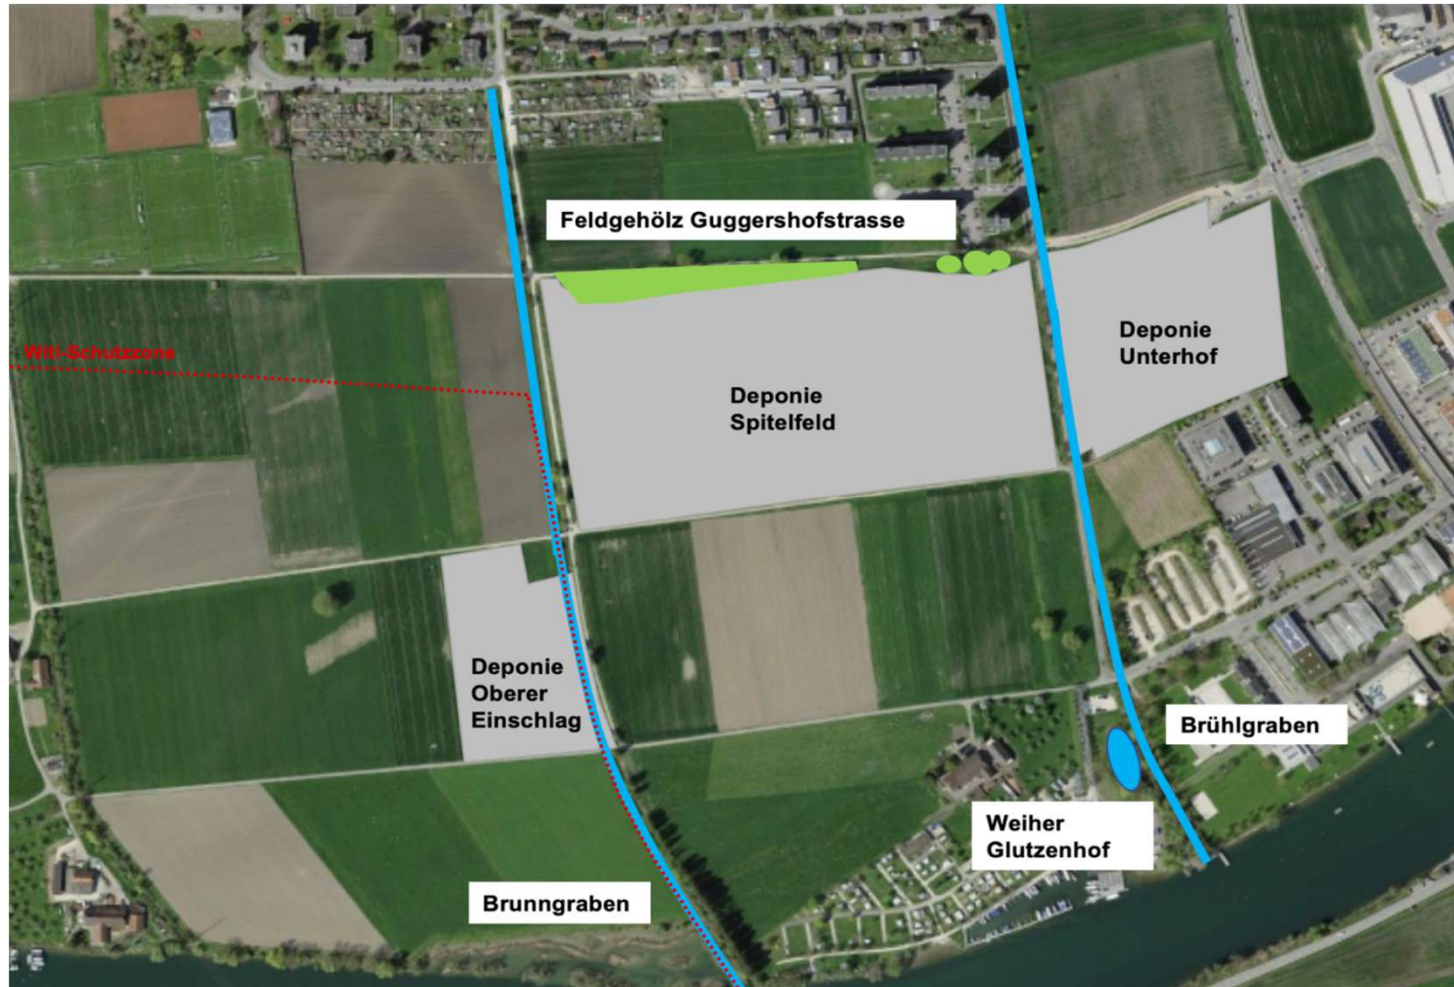 Feldgehölz Guggershofstrasse
Witi-Schutzzone
Deponie
Unterhof
Deponie
Spitelfeld
Deponie
Oberer
Einschlag
Brühlgraben
Weiher
Glutzenhof
Brunngraben